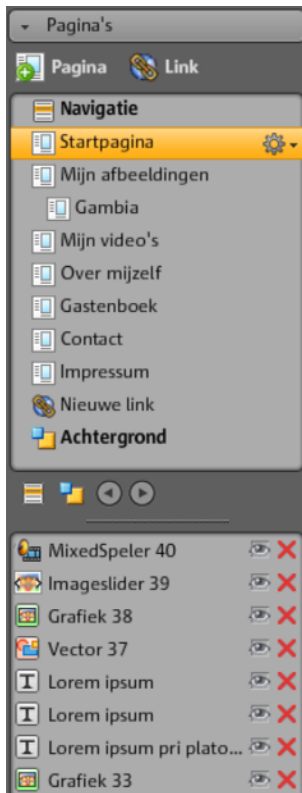 Pagina's
Pagina Link
Navigatie
Startpagina
Mijn afbeeldingen
Gambia
Mijn video's
Over mijzelf
Gastenboek
Contact
Impressum
Nieuwe link
Achtergrond
MixedSpeler 40
Imageslider 39
Grafiek 38
Vector 37
Lorem ipsum
Lorem ipsum
Lorem ipsum pri plato...
Grafiek 33